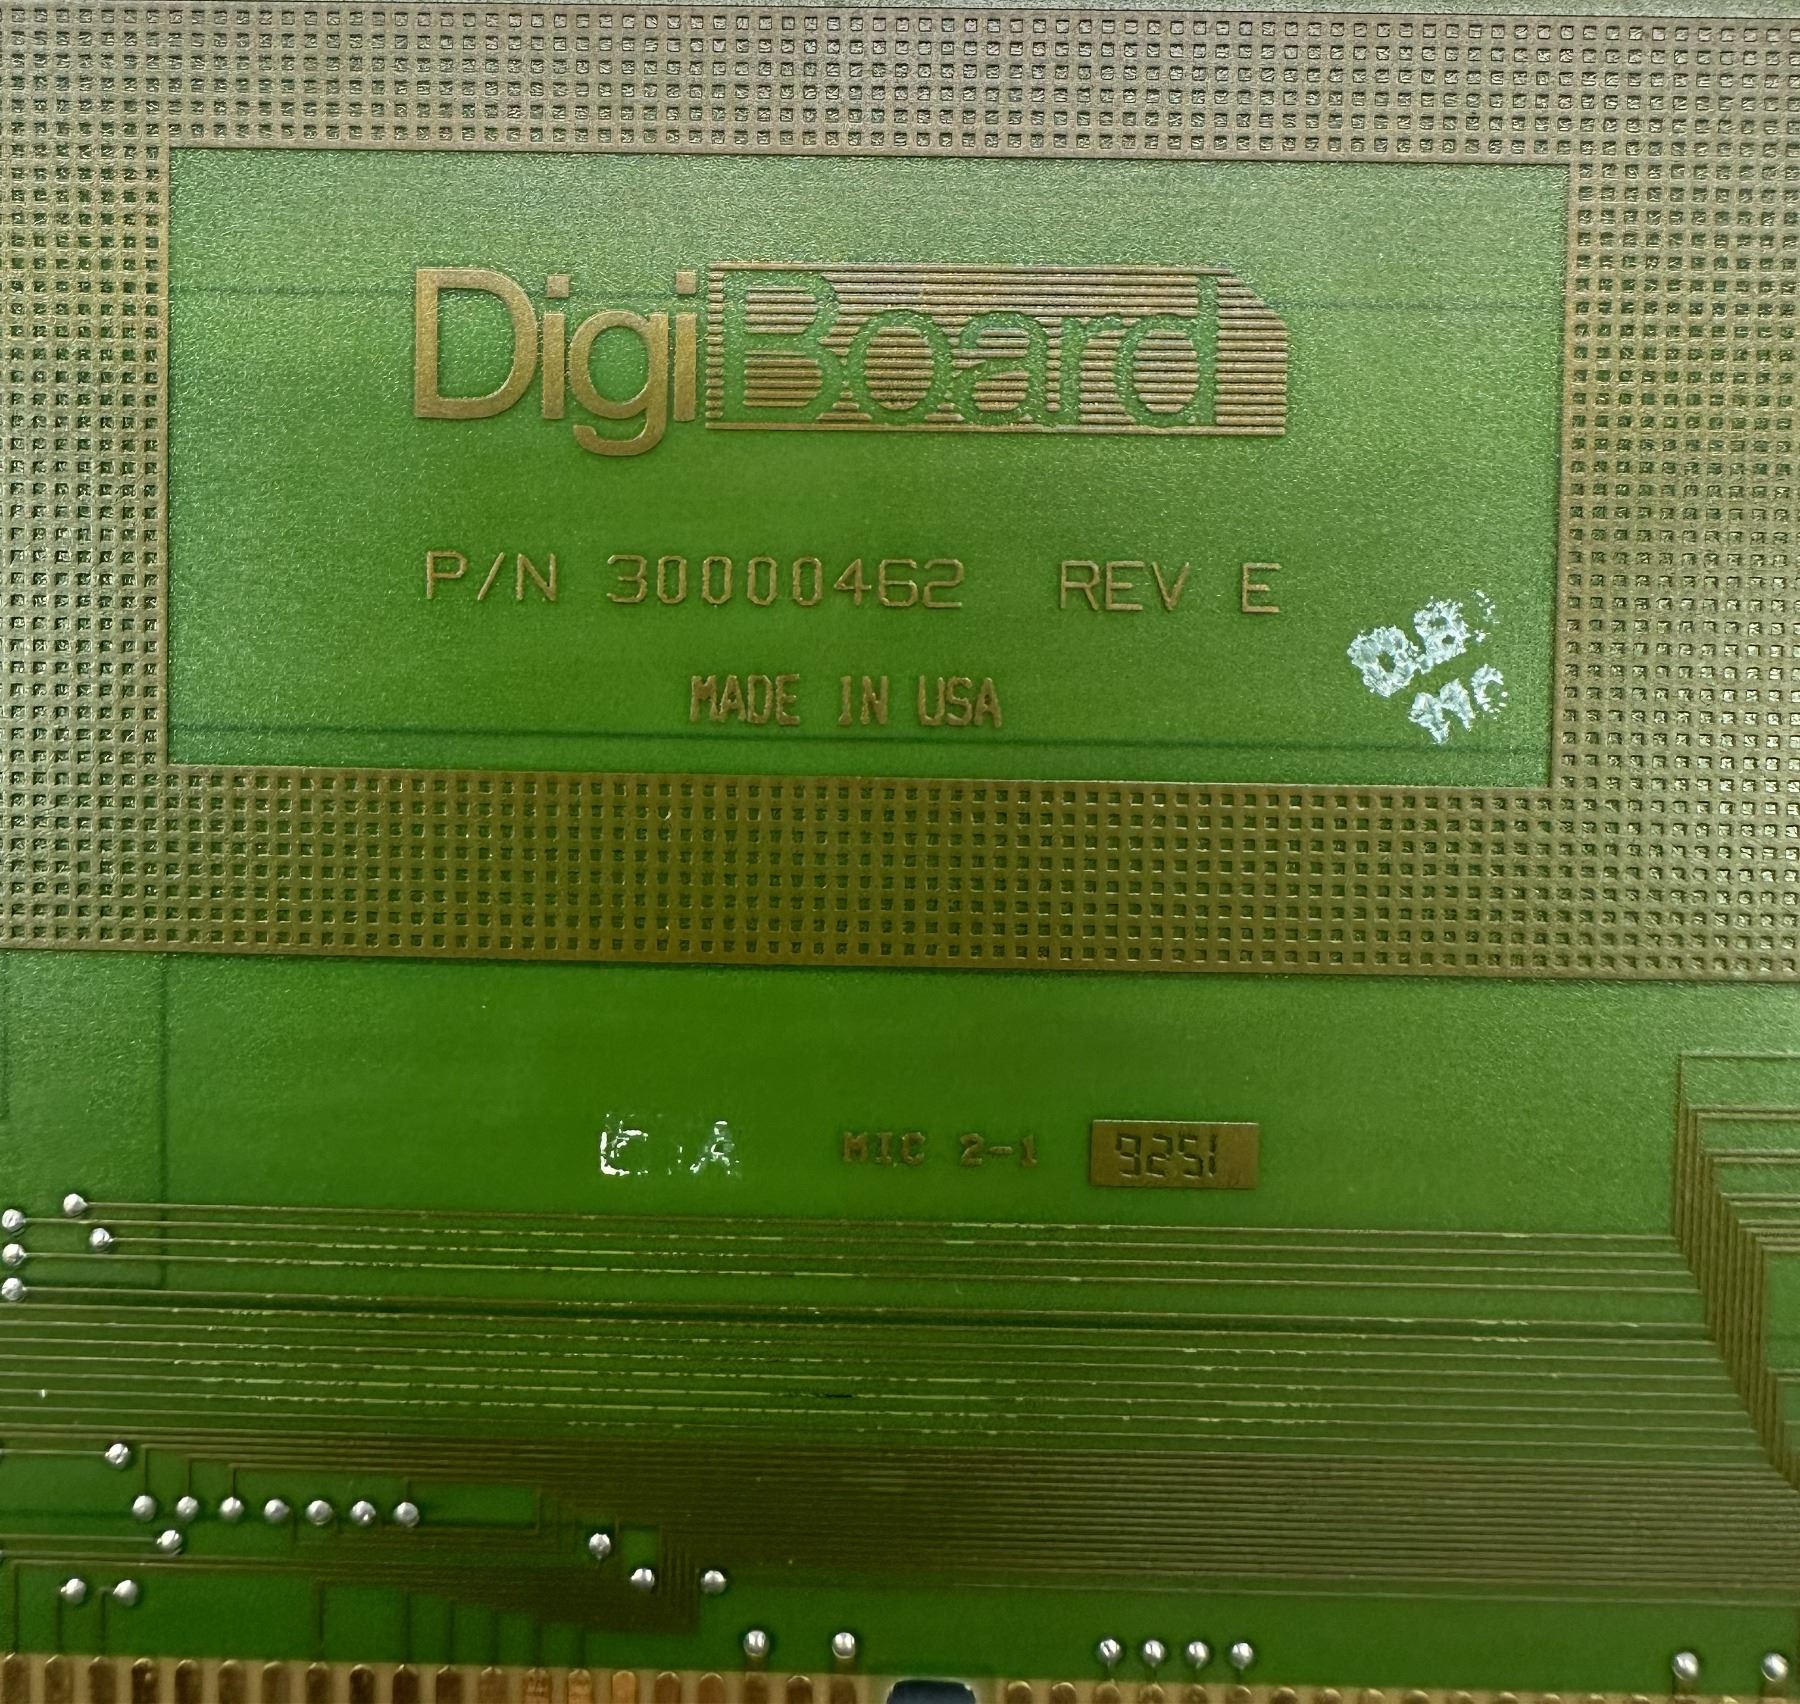 DigiBoard
P/N 30000462 REV E
MADE IN USA
MIC 2-1 9251